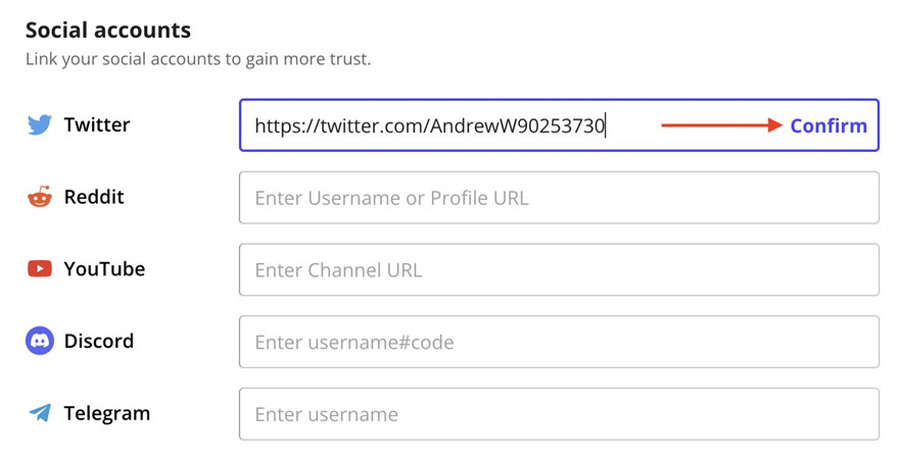 Social accounts
Link your social accounts to gain more trust.
Twitter https://twitter.com/AndrewW90253730 Confirm
Reddit Enter Username or Profile URL
YouTube Enter Channel URL
Discord Enter username#code
Telegram Enter username